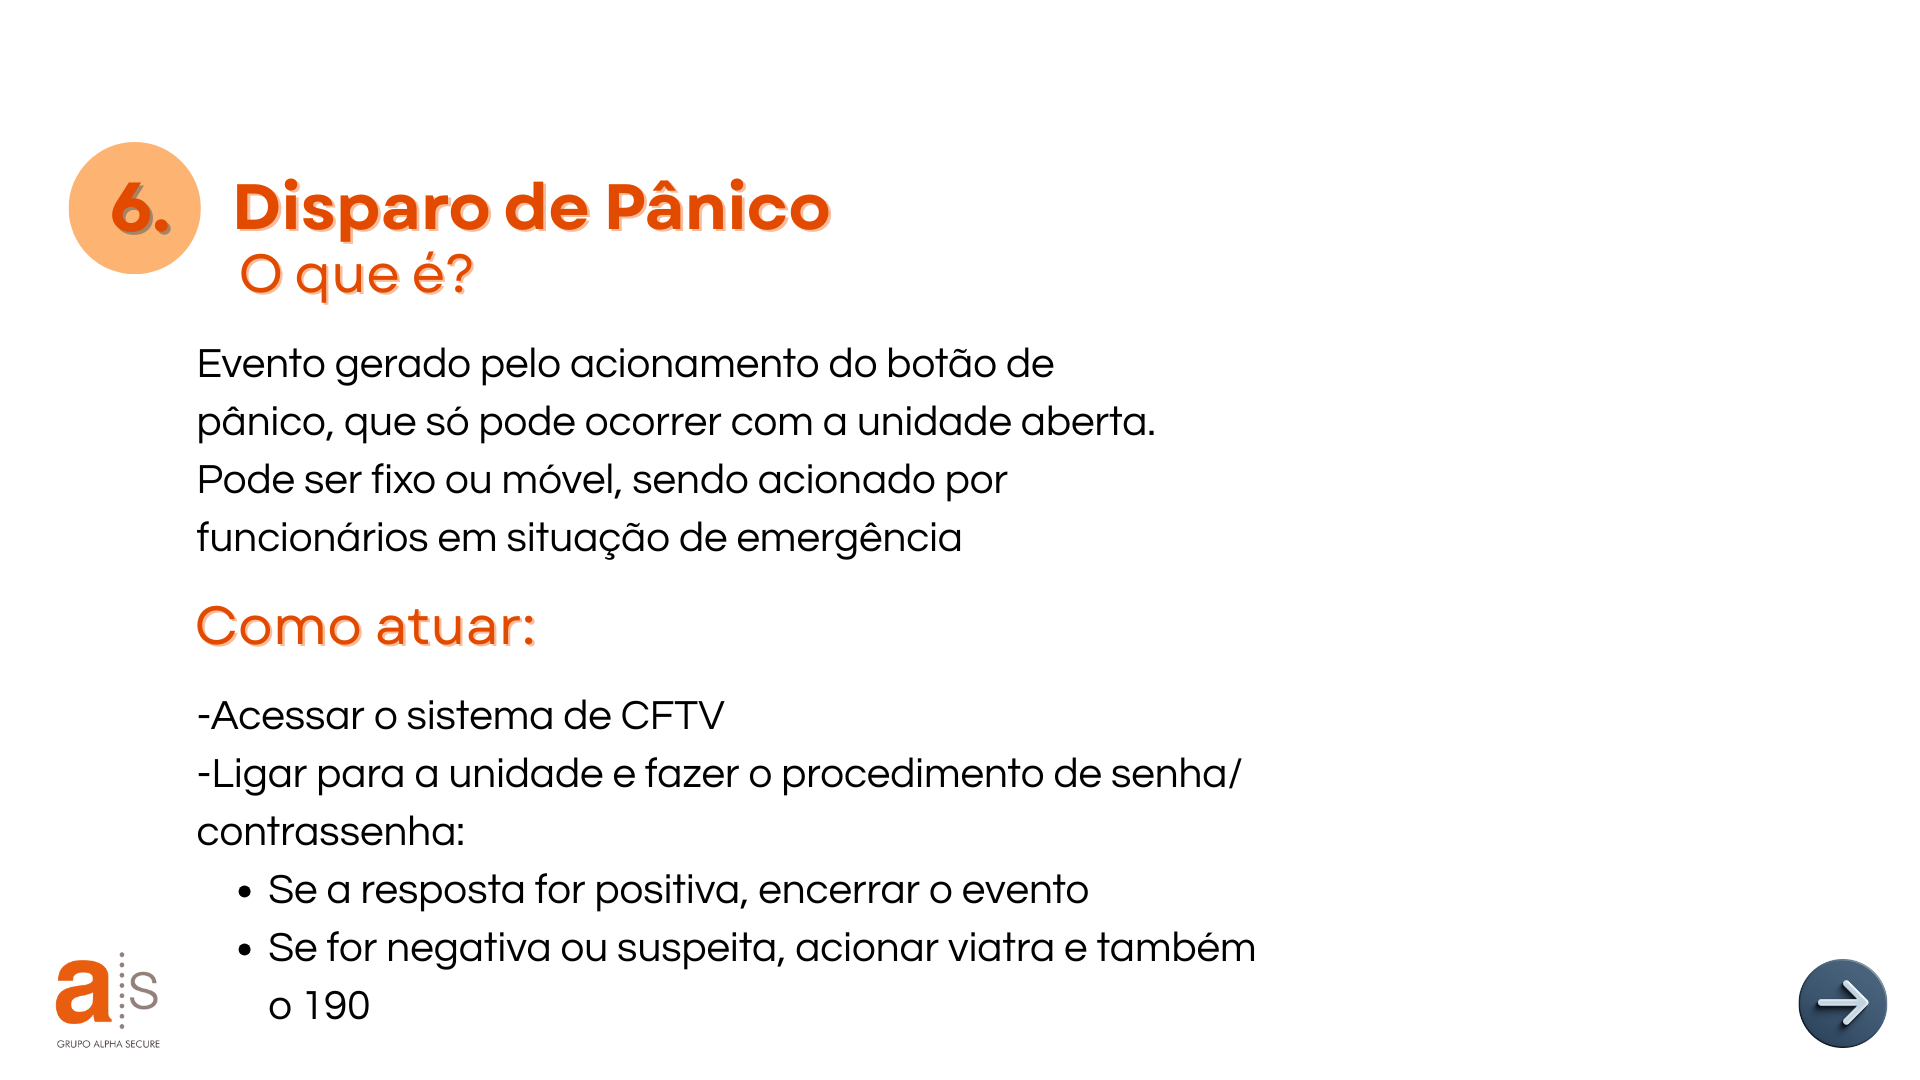 6.
Disparo de Pânico
O que é?
Evento gerado pelo acionamento do botão de
pânico, que só pode ocorrer com a unidade aberta.
Pode ser fixo ou móvel, sendo acionado por
funcionários em situação de emergência
Como atuar:
-Acessar o sistema de CFTV
-Ligar para a unidade e fazer o procedimento de senha/
contrassenha:
• Se a resposta for positiva, encerrar o evento
• Se for negativa ou suspeita, acionar viatra e também
o 190
a s
GRUPO ALPHA SECURE